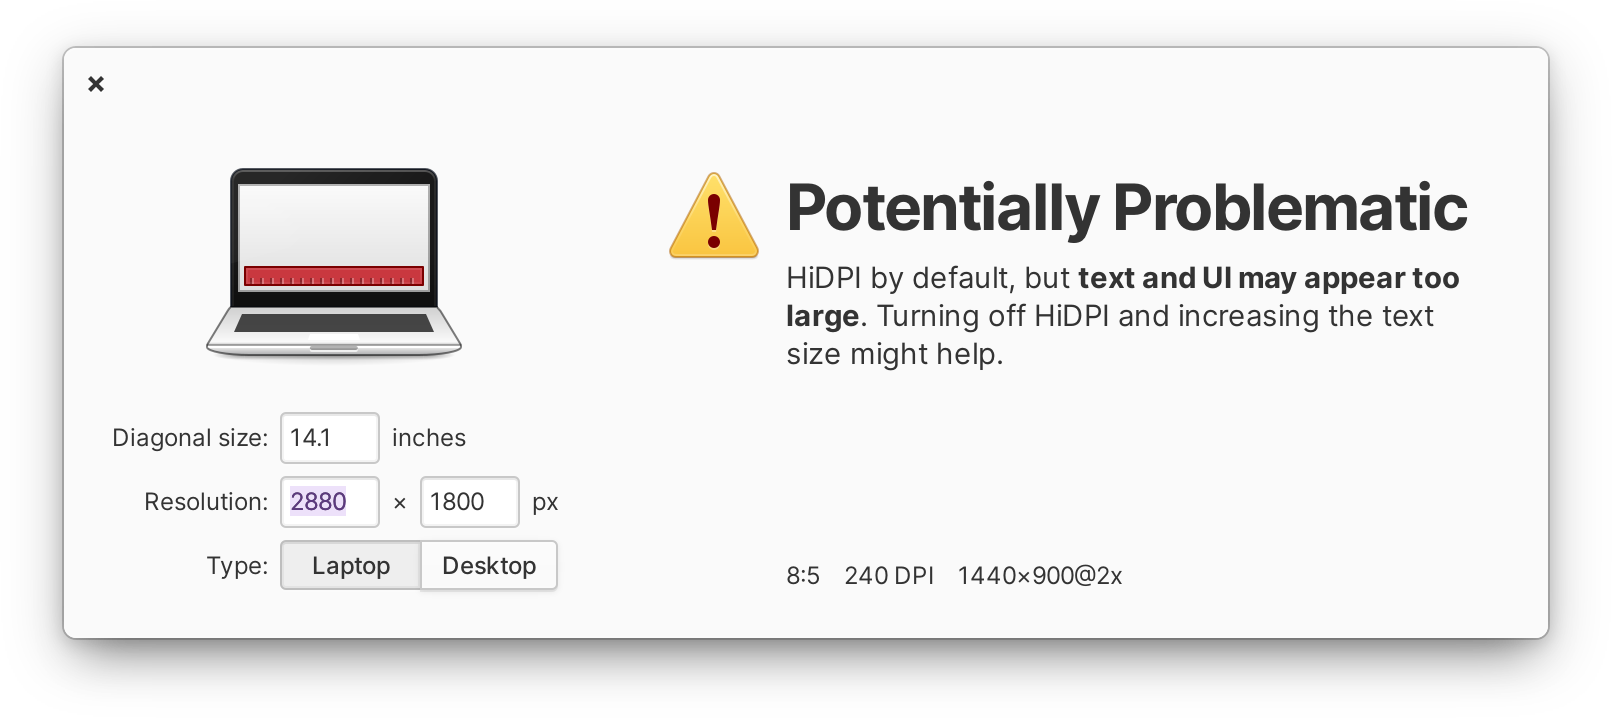 Potentially Problematic
HiDPI by default, but text and UI may appear too
large. Turning off HiDPI and increasing the text
size might help.
Diagonal size: 14.1 inches
Resolution: 2880 × 1800 px
Type: Laptop Desktop
8:5 240 DPI 1440×900@2x